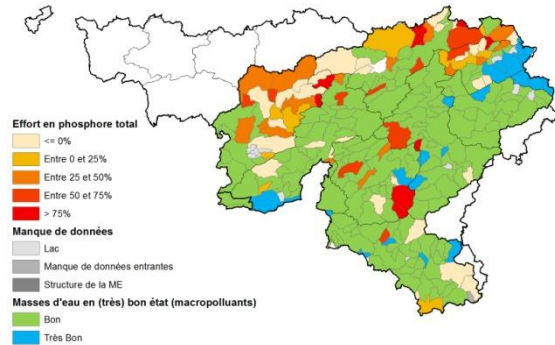 Effort en phosphore total
<= 0%
Entre 0 et 25%
Entre 25 et 50%
Entre 50 et 75%
> 75%
Manque de données
Lac
Manque de données entrantes
Structure de la ME
Masses d'eau en (très) bon état (macropolluants)
Bon
Très Bon